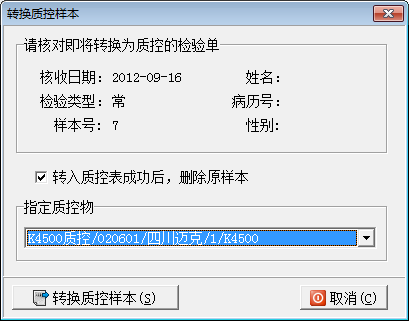 转换质控样本
请核对即将转换为质控的检验单
核收日期: 2012-09-16 姓名:
检验类型: 常 病历号:
样本号: 7 性别:
转入质控表成功后，删除原样本
指定质控物
K4500质控/020601/四川迈克/1/K4500
转换质控样本(S) 取消(C)